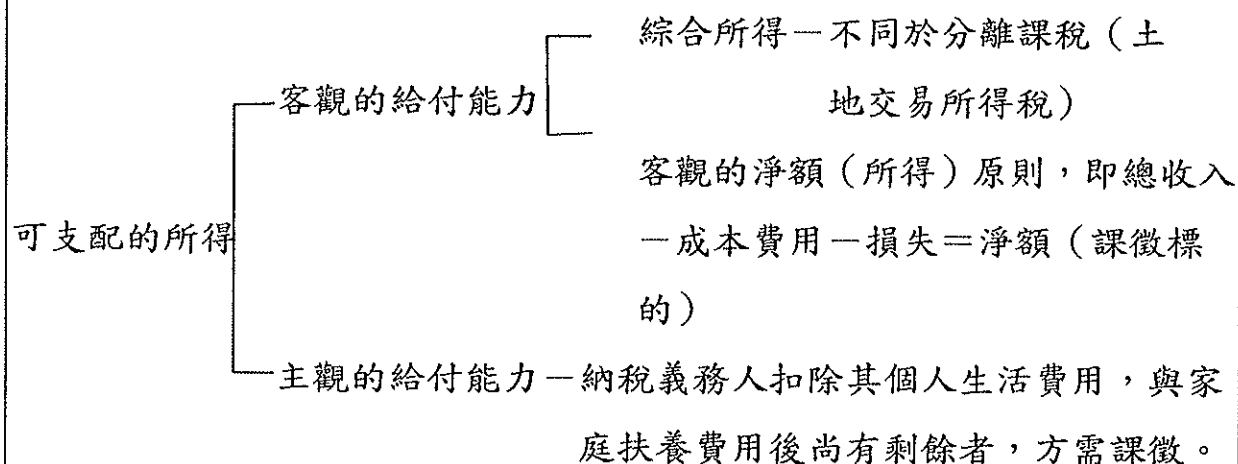 綜合所得－不同於分離課稅（土
客觀的給付能力
地交易所得稅）
客觀的淨額（所得）原則，即總收入
可支配的所得
－成本費用－損失＝淨額（課徵標
的）
主觀的給付能力－納稅義務人扣除其個人生活費用，與家
庭扶養費用後尚有剩餘者，方需課徵。